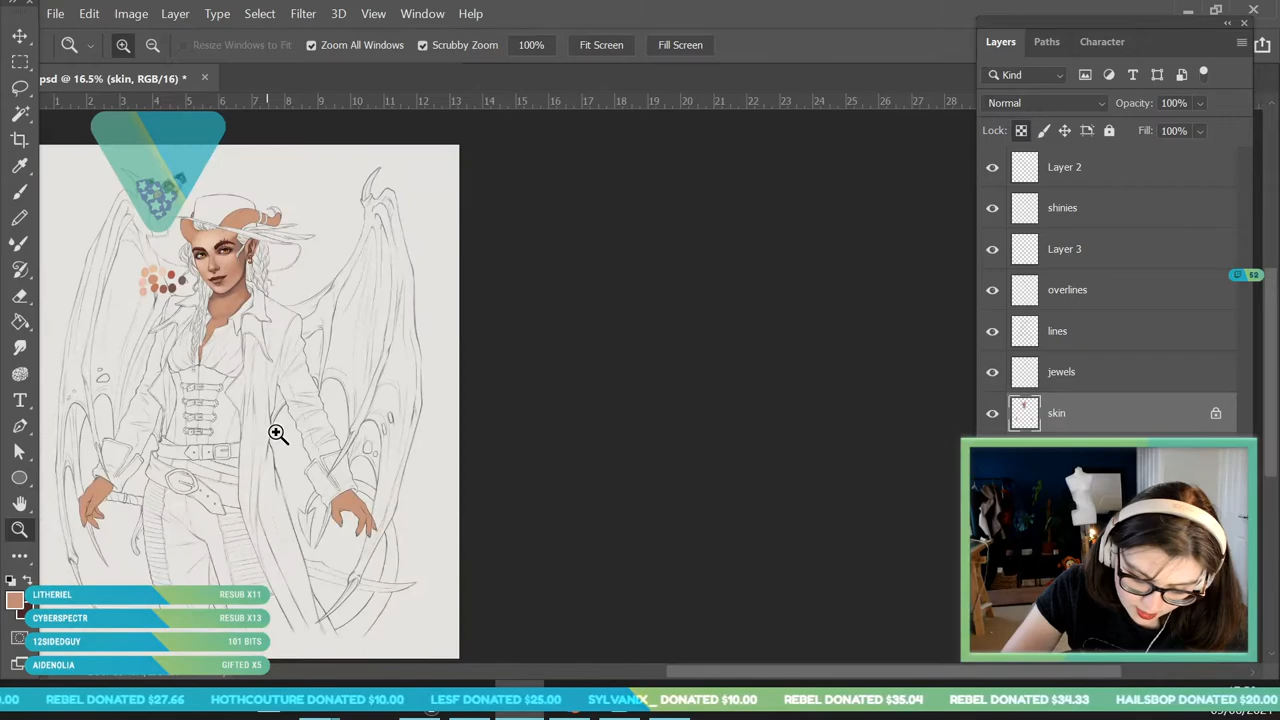 File Edit Image Layer Type Select Filter 3D View Window Help
Resize Windows to Fit Zoom All Windows Scrubby Zoom 100% Fit Screen Fill Screen
psd @ 16.5% (skin, RGB/16) *
1 2 3 4 5 6 7 8 9 10 11 12 13 14 15 16 17 18 19 20 21 22 23 24 25 26 27 28
Layers Paths Character
Kind
Normal Opacity: 100%
Lock: Fill: 100%
Layer 2
shinies
Layer 3
52
overlines
lines
jewels
skin
LITHERIEL RESUB X11
CYBERSPECTR RESUB X13
12SIDEDGUY 101 BITS
AIDENOLIA GIFTED X5
0.00 REBEL DONATED $27.66 HOTHCOUTURE DONATED $10.00 LESF DONATED $25.00 SYLVANIX_ DONATED $10.00 REBEL DONATED $35.04 REBEL DONATED $34.33 HAILSBOP DONATED $20.00